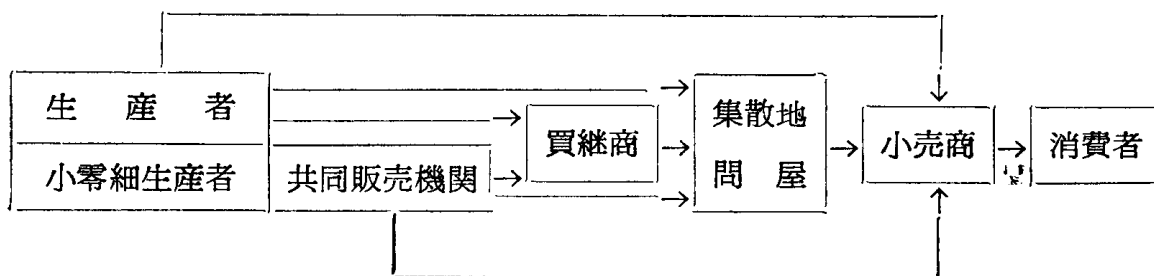 生産者
小零細生産者
共同販売機関
買継商
集散地
問屋
小売商
消費者